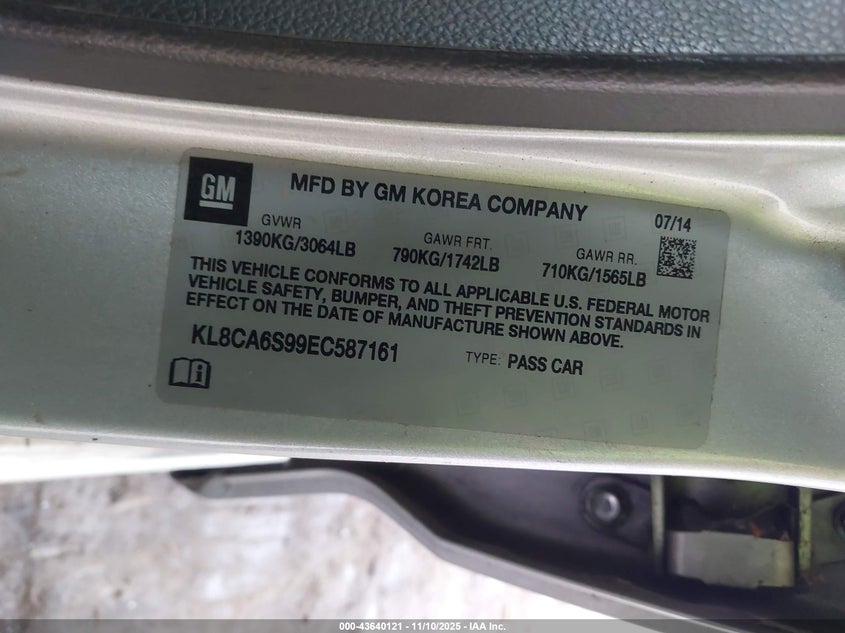 GM
MFD BY GM KOREA COMPANY
07/14
GVWR
1390KG/3064LB
GAWR FRT.
790KG/1742LB
GAWR RR.
710KG/1565LB
THIS VEHICLE CONFORMS TO ALL APPLICABLE U.S. FEDERAL MOTOR
VEHICLE SAFETY, BUMPER, AND THEFT PREVENTION STANDARDS IN
EFFECT ON THE DATE OF MANUFACTURE SHOWN ABOVE.
KL8CA6S99EC587161
TYPE: PASS CAR
000-43640121 - 11/10/2025 - IAA Inc.